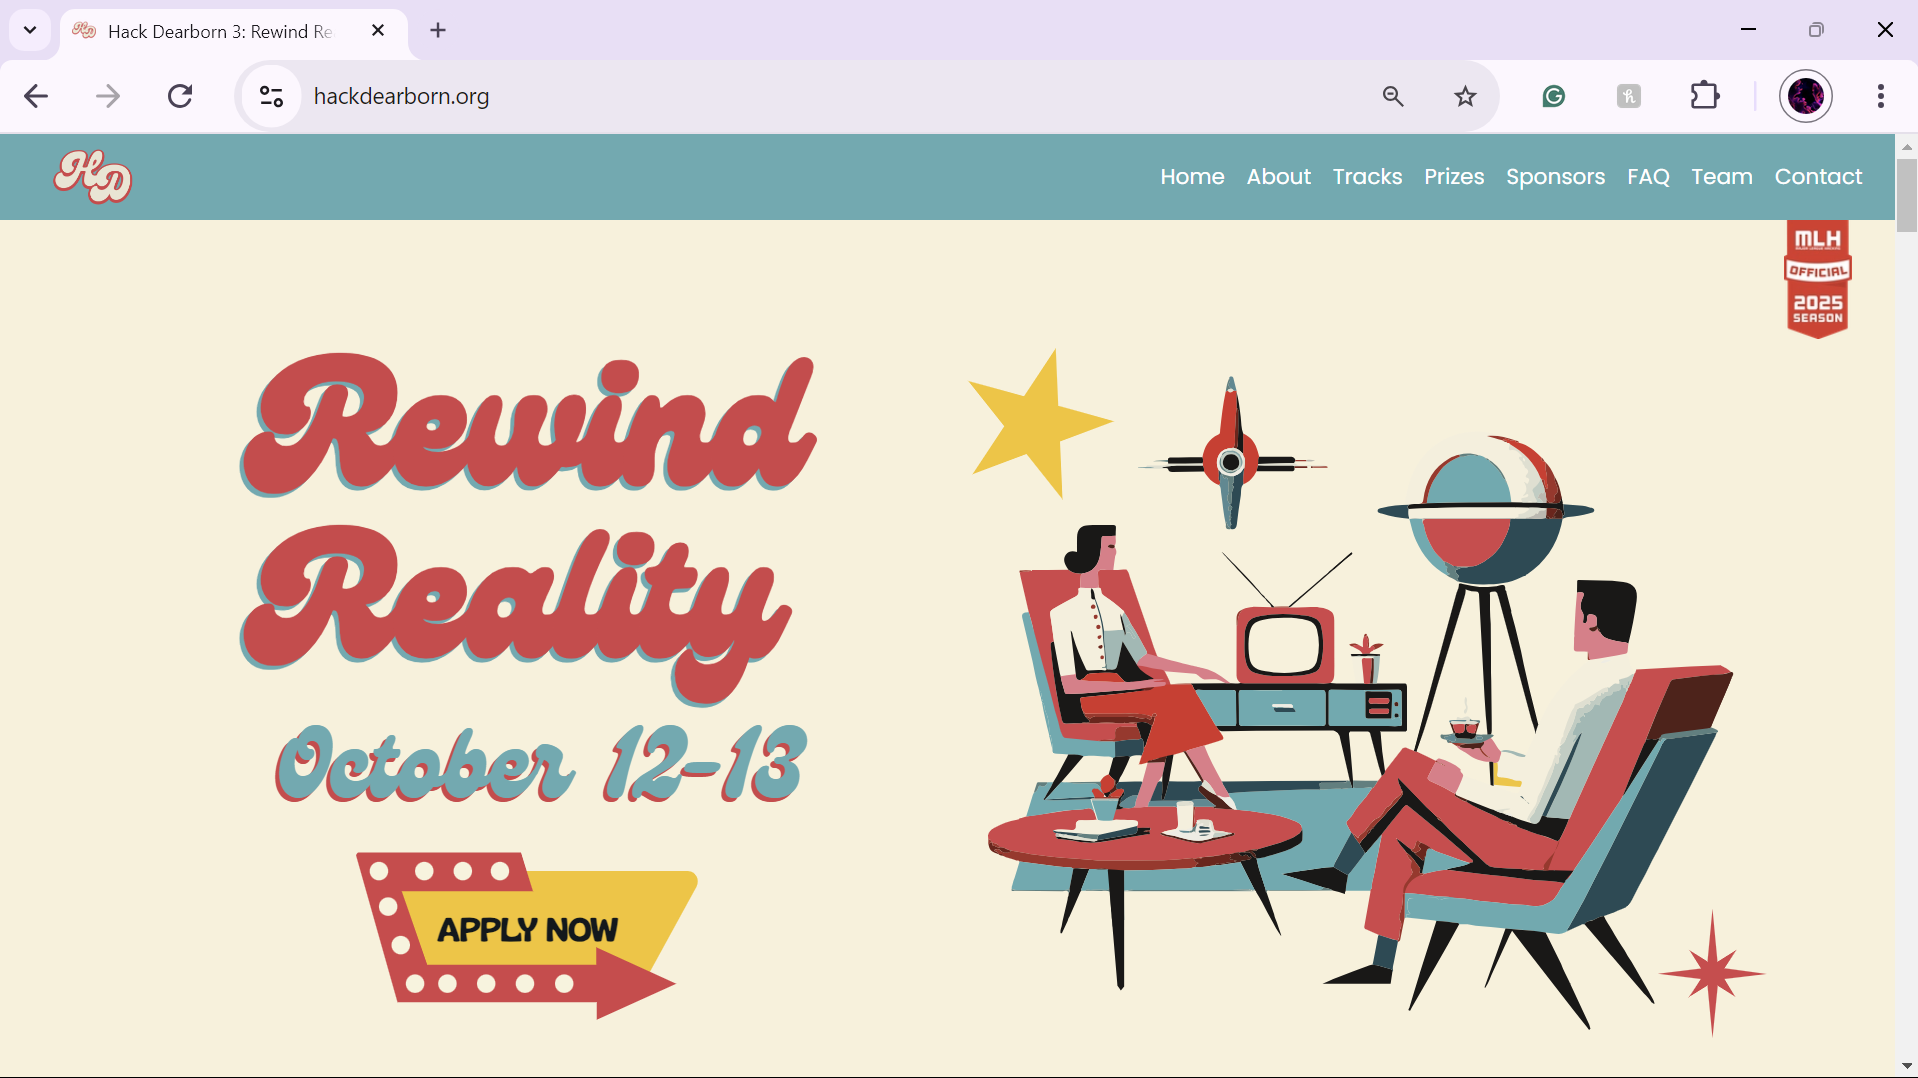 Hack Dearborn 3: Rewind Re
hackdearborn.org
HD
Home About Tracks Prizes Sponsors FAQ Team Contact
MLH
OFFICIAL
2025
SEASON
Rewind
Reality
October 12-13
APPLY NOW